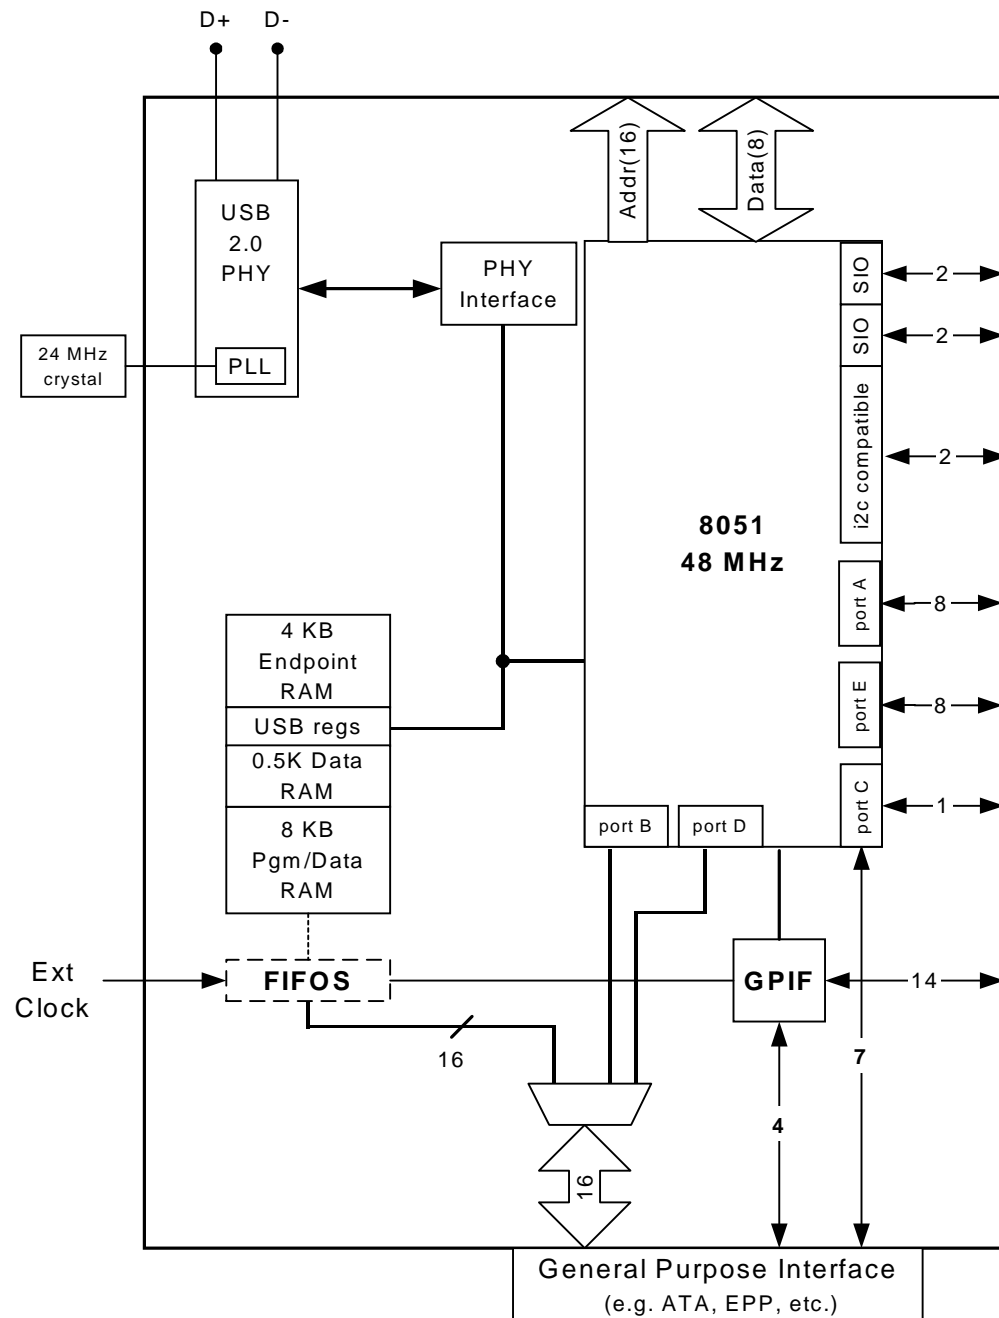 D+ D-
Addr(16)
Data(8)
USB
2.0
PHY
PLL
24 MHz
crystal
PHY
Interface
SIO
2
SIO
2
i2c compatible
2
8051
48 MHz
port A
8
port E
8
port C
1
port B
port D
4 KB
Endpoint
RAM
USB regs
0.5K Data
RAM
8 KB
Pgm/Data
RAM
Ext
Clock
FIFOS
GPIF
14
16
7
4
16
General Purpose Interface
(e.g. ATA, EPP, etc.)